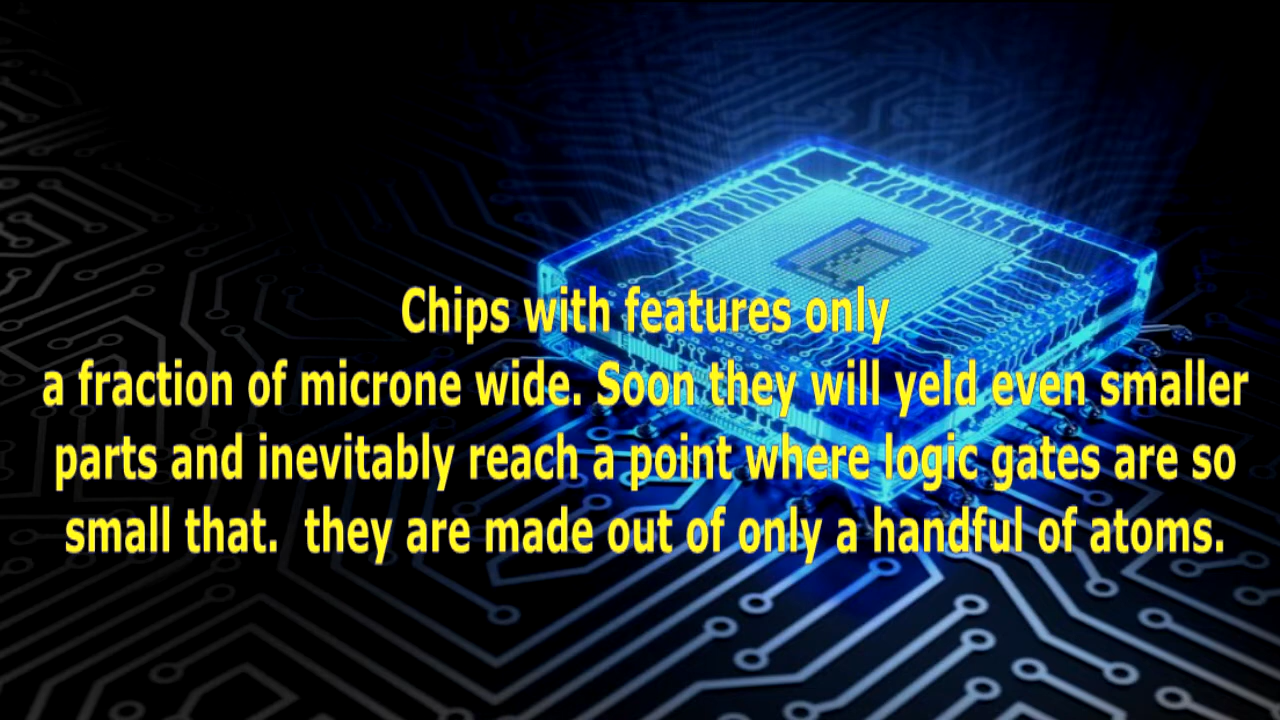 Chips with features only
a fraction of microne wide. Soon they will yeld even smaller
parts and inevitably reach a point where logic gates are so
small that.  they are made out of only a handful of atoms.